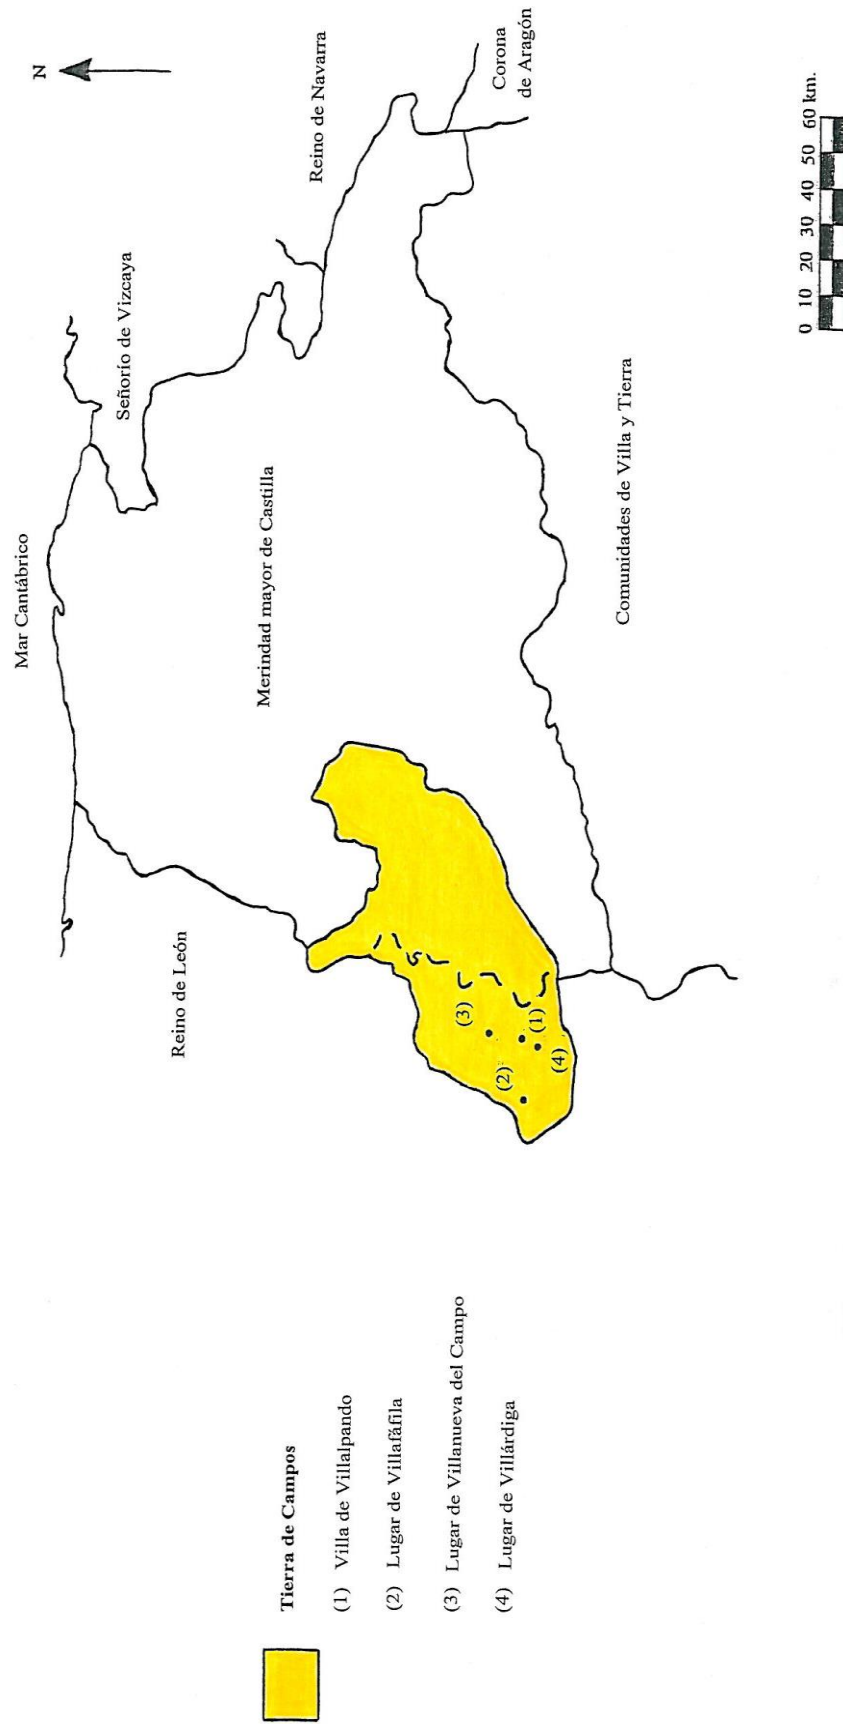 N
Mar Cantábrico
Señorío de Vizcaya
Reino de Navarra
Corona
de Aragón
Reino de León
Merindad mayor de Castilla
(3)
(2)
(1)
(4)
Comunidades de Villa y Tierra
0 10 20 30 40 50 60 km.
Tierra de Campos
(1) Villa de Villalpando
(2) Lugar de Villafáfila
(3) Lugar de Villanueva del Campo
(4) Lugar de Villárdiga